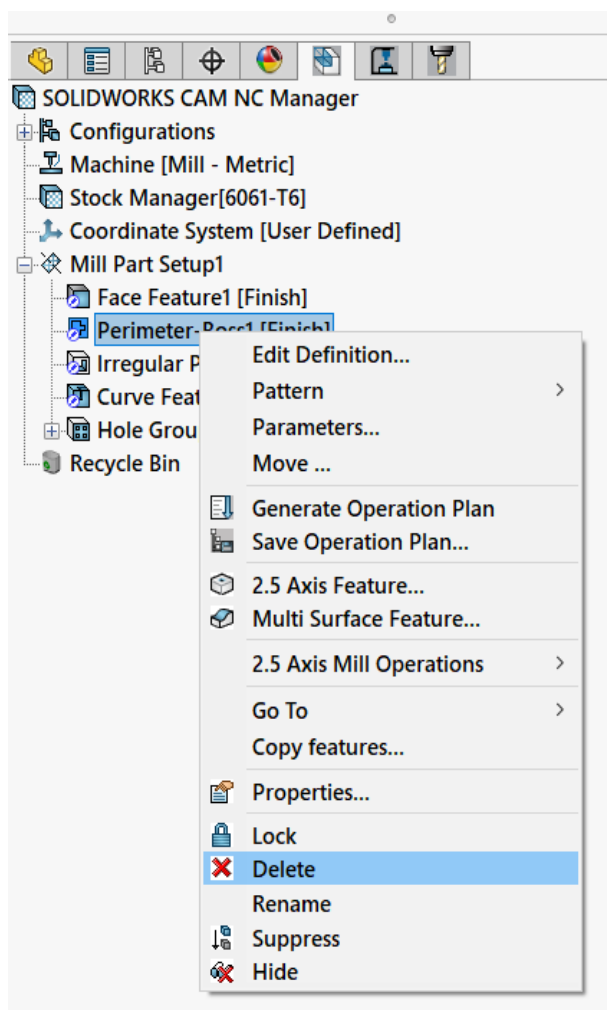 SOLIDWORKS CAM NC Manager
Configurations
Machine [Mill - Metric]
Stock Manager[6061-T6]
Coordinate System [User Defined]
Mill Part Setup1
Face Feature1 [Finish]
Perimeter-Boss1 [Finish]
Irregular P
Curve Feat
Hole Grou
Recycle Bin
Edit Definition...
Pattern
Parameters...
Move ...
Generate Operation Plan
Save Operation Plan...
2.5 Axis Feature...
Multi Surface Feature...
2.5 Axis Mill Operations
Go To
Copy features...
Properties...
Lock
Delete
Rename
Suppress
Hide